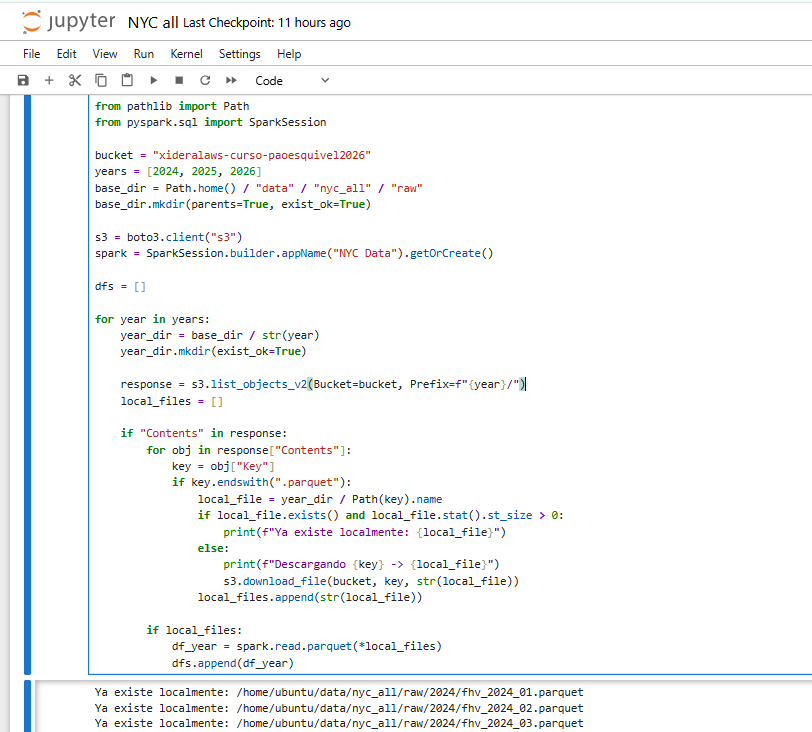 jupyter NYC all Last Checkpoint: 11 hours ago
File Edit View Run Kernel Settings Help
Code
from pathlib import Path
from pyspark.sql import SparkSession

bucket = "xideralaws-curso-paoesquivel2026"
years = [2024, 2025, 2026]
base_dir = Path.home() / "data" / "nyc_all" / "raw"
base_dir.mkdir(parents=True, exist_ok=True)

s3 = boto3.client("s3")
spark = SparkSession.builder.appName("NYC Data").getOrCreate()

dfs = []

for year in years:
    year_dir = base_dir / str(year)
    year_dir.mkdir(exist_ok=True)

    response = s3.list_objects_v2(Bucket=bucket, Prefix=f"{year}/")
    local_files = []

    if "Contents" in response:
        for obj in response["Contents"]:
            key = obj["Key"]
            if key.endswith(".parquet"):
                local_file = year_dir / Path(key).name
                if local_file.exists() and local_file.stat().st_size > 0:
                    print(f"Ya existe localmente: {local_file}")
                else:
                    print(f"Descargando {key} -> {local_file}")
                    s3.download_file(bucket, key, str(local_file))
                local_files.append(str(local_file))

        if local_files:
            df_year = spark.read.parquet(*local_files)
            dfs.append(df_year)
Ya existe localmente: /home/ubuntu/data/nyc_all/raw/2024/fhv_2024_01.parquet
Ya existe localmente: /home/ubuntu/data/nyc_all/raw/2024/fhv_2024_02.parquet
Ya existe localmente: /home/ubuntu/data/nyc_all/raw/2024/fhv_2024_03.parquet